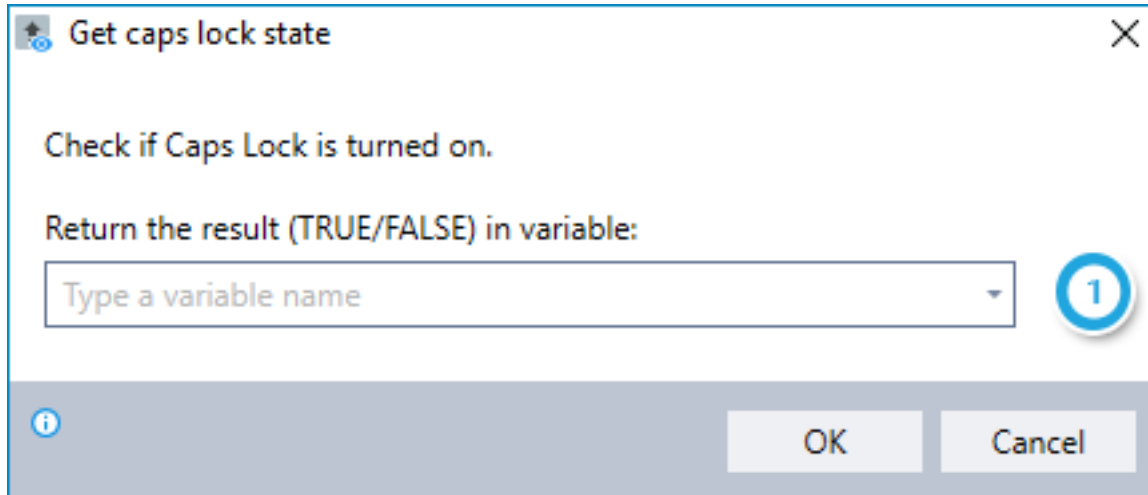 Get caps lock state
Check if Caps Lock is turned on.
Return the result (TRUE/FALSE) in variable:
Type a variable name
1
OK
Cancel